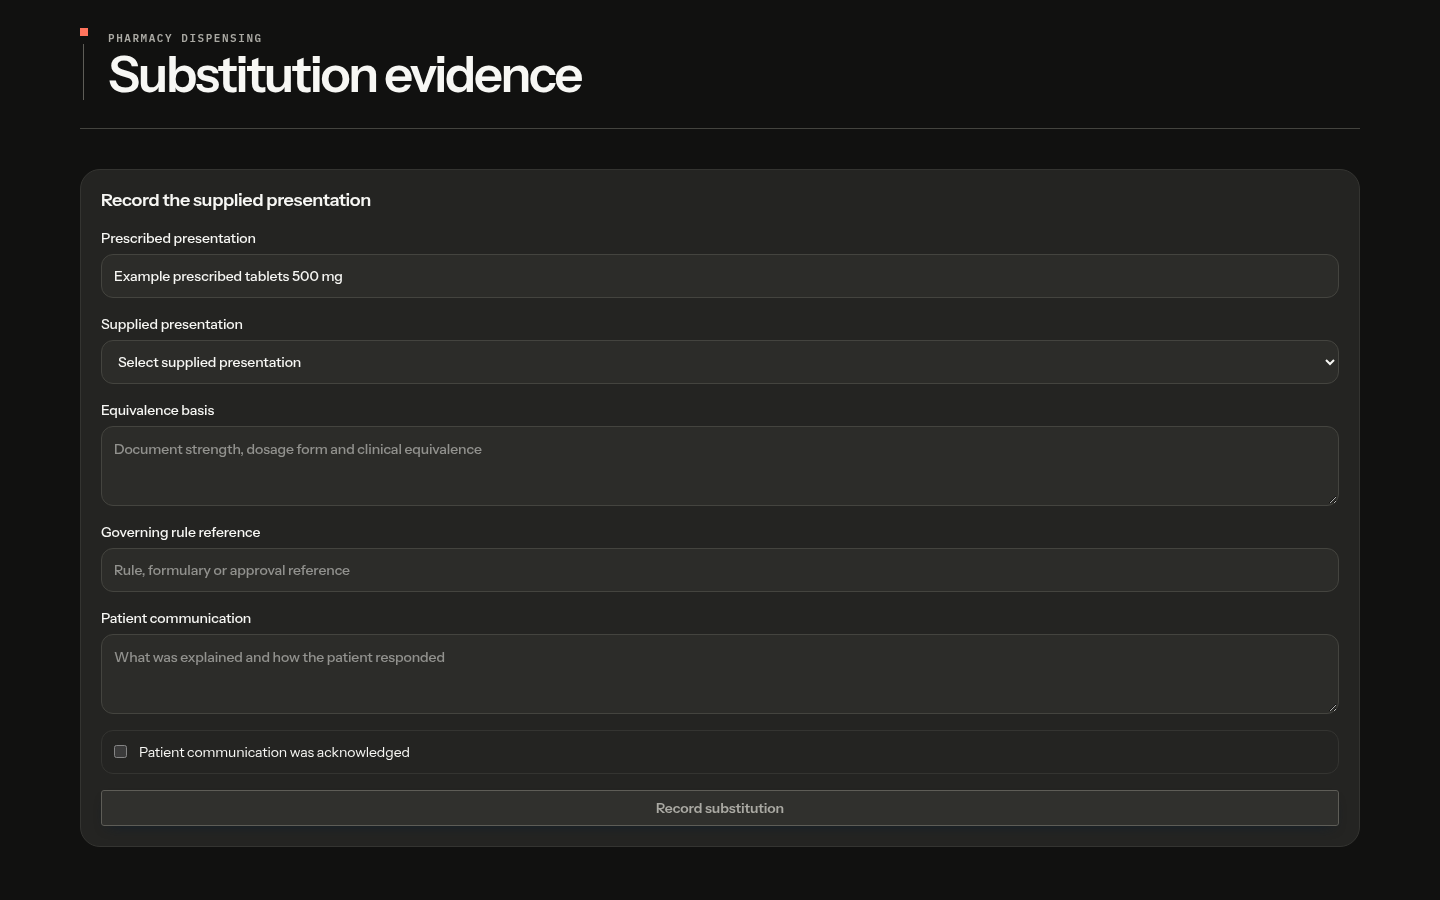 PHARMACY DISPENSING
Substitution evidence
Record the supplied presentation
Prescribed presentation
Example prescribed tablets 500 mg
Supplied presentation
Select supplied presentation
Equivalence basis
Document strength, dosage form and clinical equivalence
Governing rule reference
Rule, formulary or approval reference
Patient communication
What was explained and how the patient responded
Patient communication was acknowledged
Record substitution